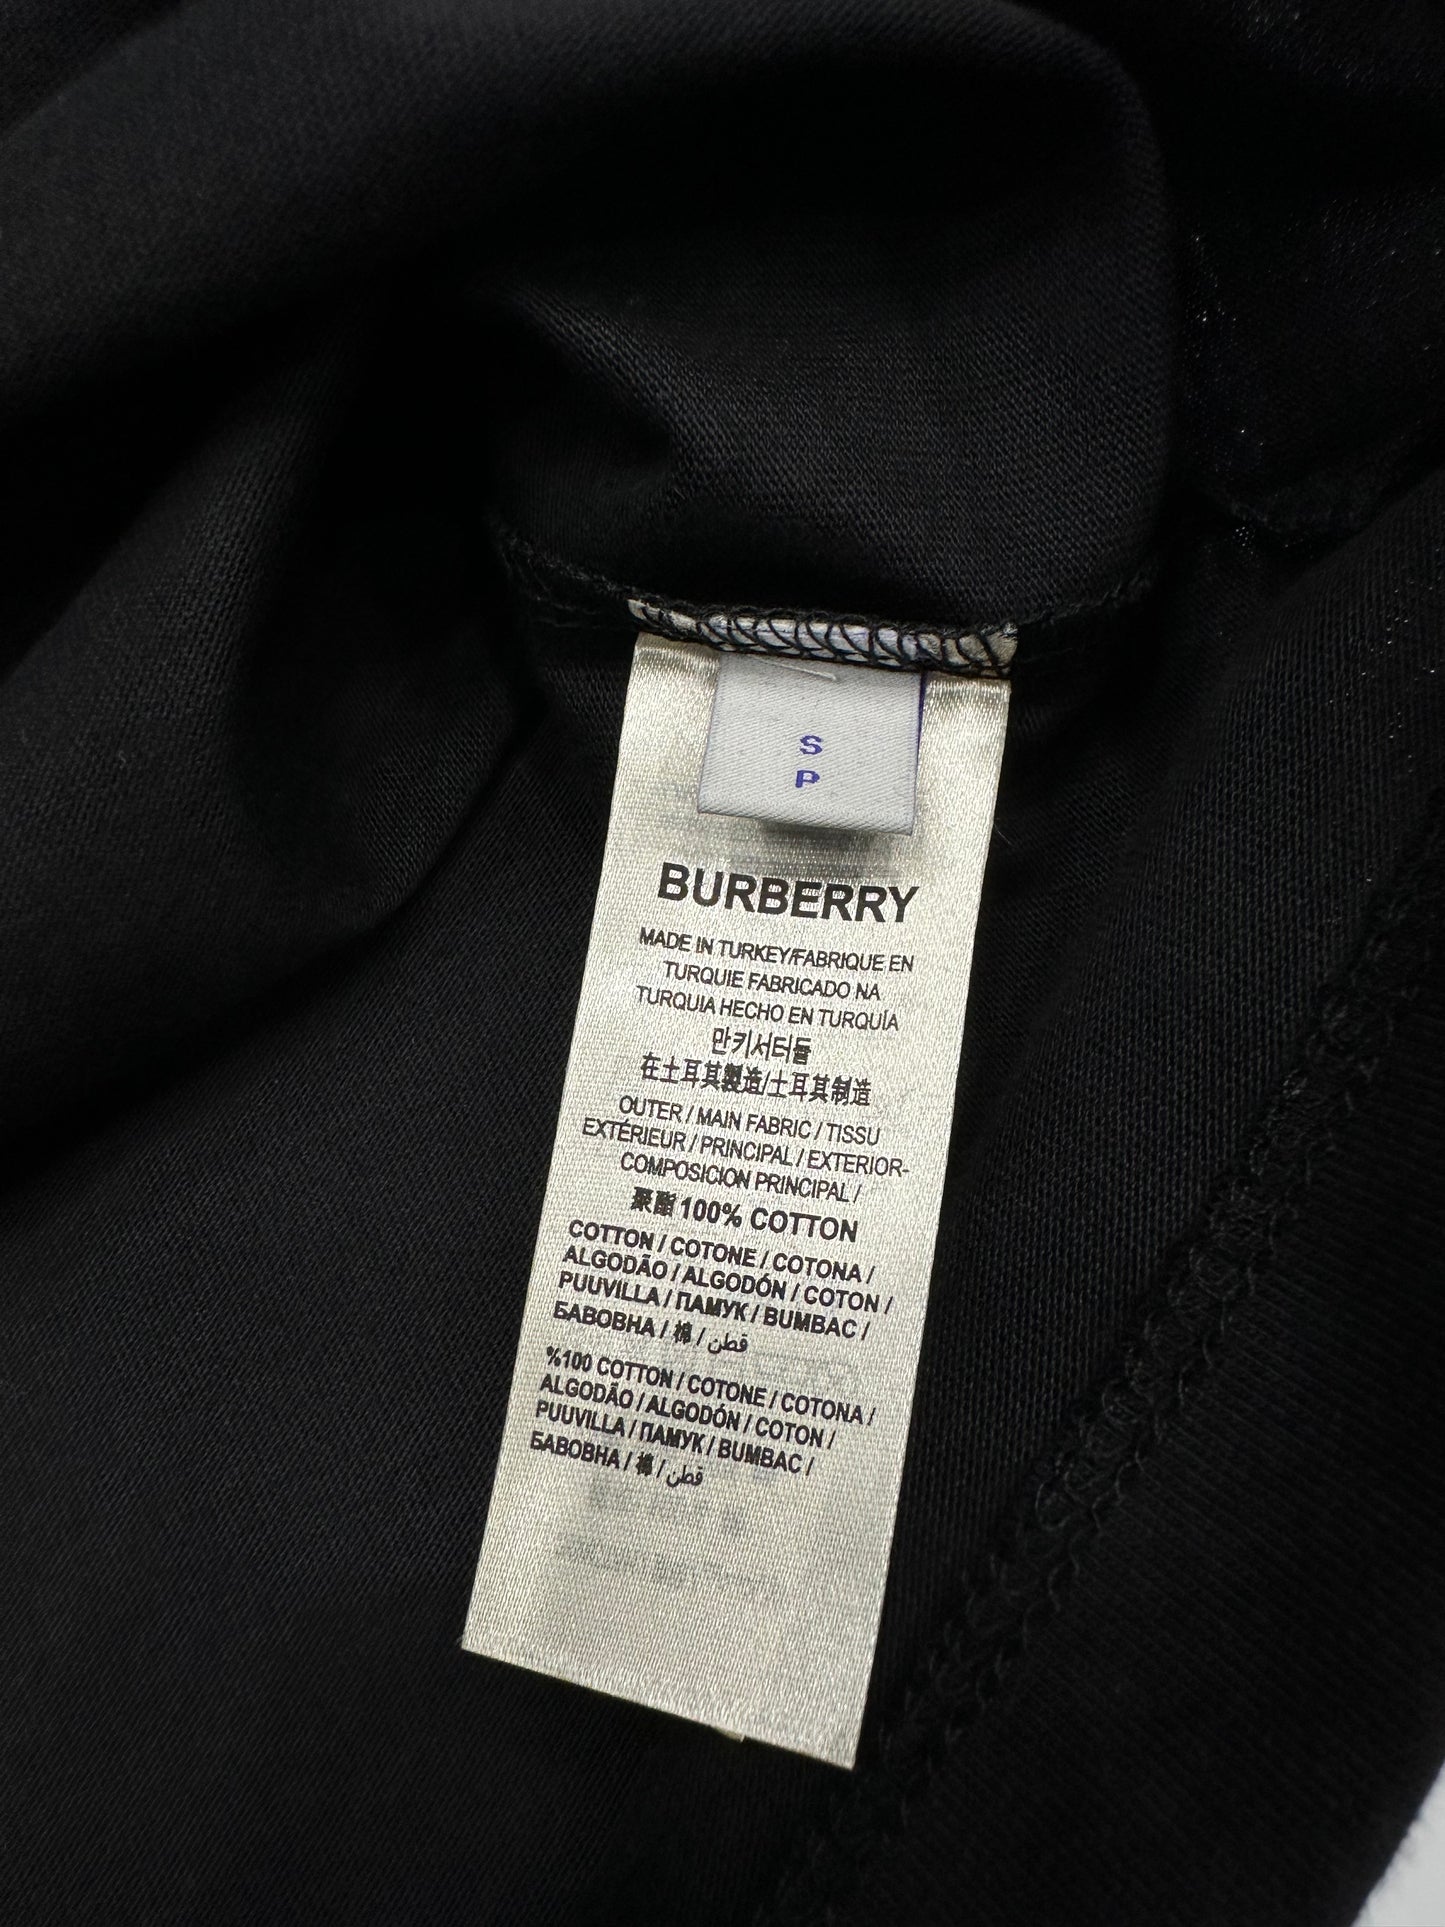 S
P
BURBERRY
MADE IN TURKEY/FABRIQUE EN
TURQUIE FABRICADO NA
TURQUIA HECHO EN TURQUÍA
만키서터들
在土耳其製造/土耳其制造
OUTER / MAIN FABRIC / TISSU
EXTÉRIEUR / PRINCIPAL / EXTERIOR-
COMPOSICION PRINCIPAL /
聚酯 100% COTTON
COTTON / COTONE / COTONA /
ALGODÃO / ALGODÓN / COTON /
PUUVILLA / ПАМУК / BUMBAC /
БАВОВНА / 棉 / قطن
%100 COTTON / COTONE / COTONA /
ALGODÃO / ALGODÓN / COTON /
PUUVILLA / ПАМУК / BUMBAC /
БАВОВНА / 棉 / قطن